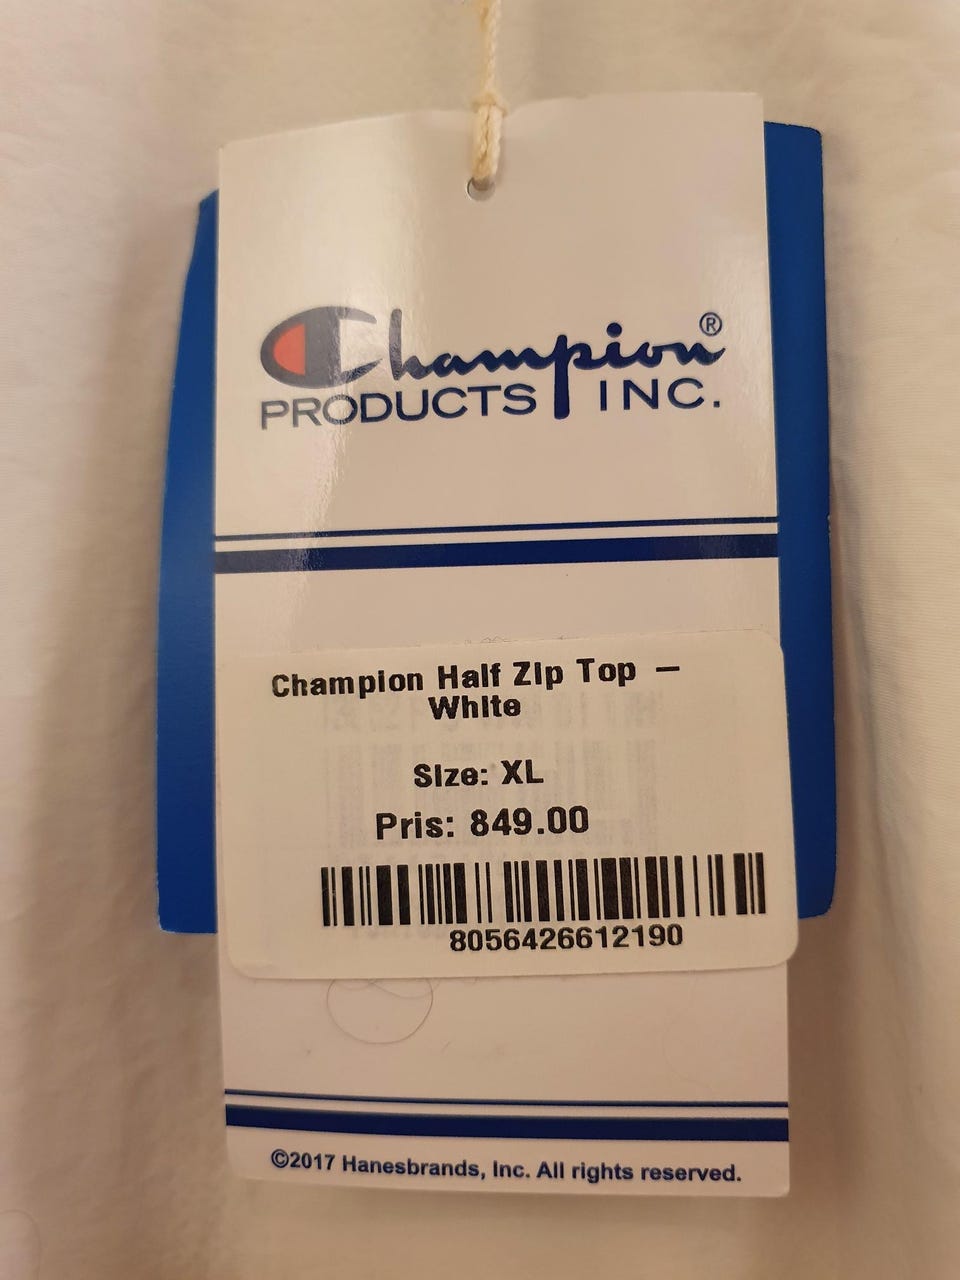 Champion®
PRODUCTS INC.
Champion Half Zip Top –
White
Size: XL
Pris: 849.00
8056426612190
©2017 Hanesbrands, Inc. All rights reserved.